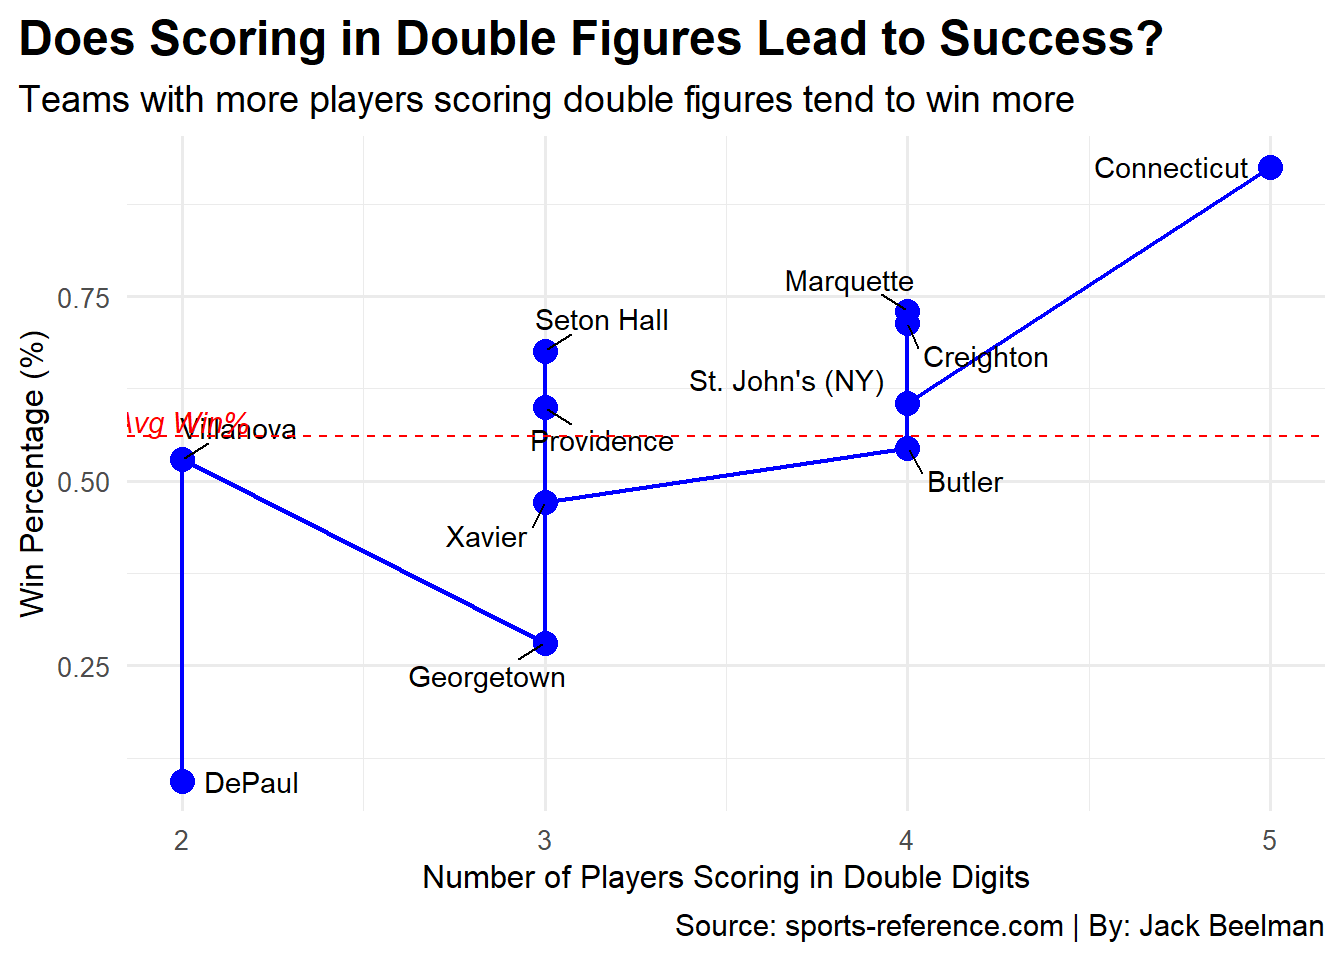 Does Scoring in Double Figures Lead to Success?
Teams with more players scoring double figures tend to win more
Connecticut
Marquette
Seton Hall
Creighton
St. John's (NY)
Avg Win%
Villanova
Providence
Butler
Xavier
Georgetown
DePaul
0.75
0.50
0.25
Win Percentage (%)
2 3 4 5
Number of Players Scoring in Double Digits
Source: sports-reference.com | By: Jack Beelman